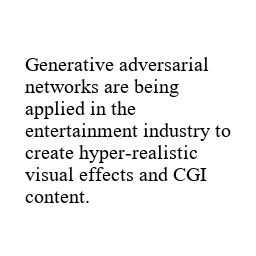 Generative adversarial
networks are being
applied in the
entertainment industry to
create hyper-realistic
visual effects and CGI
content.